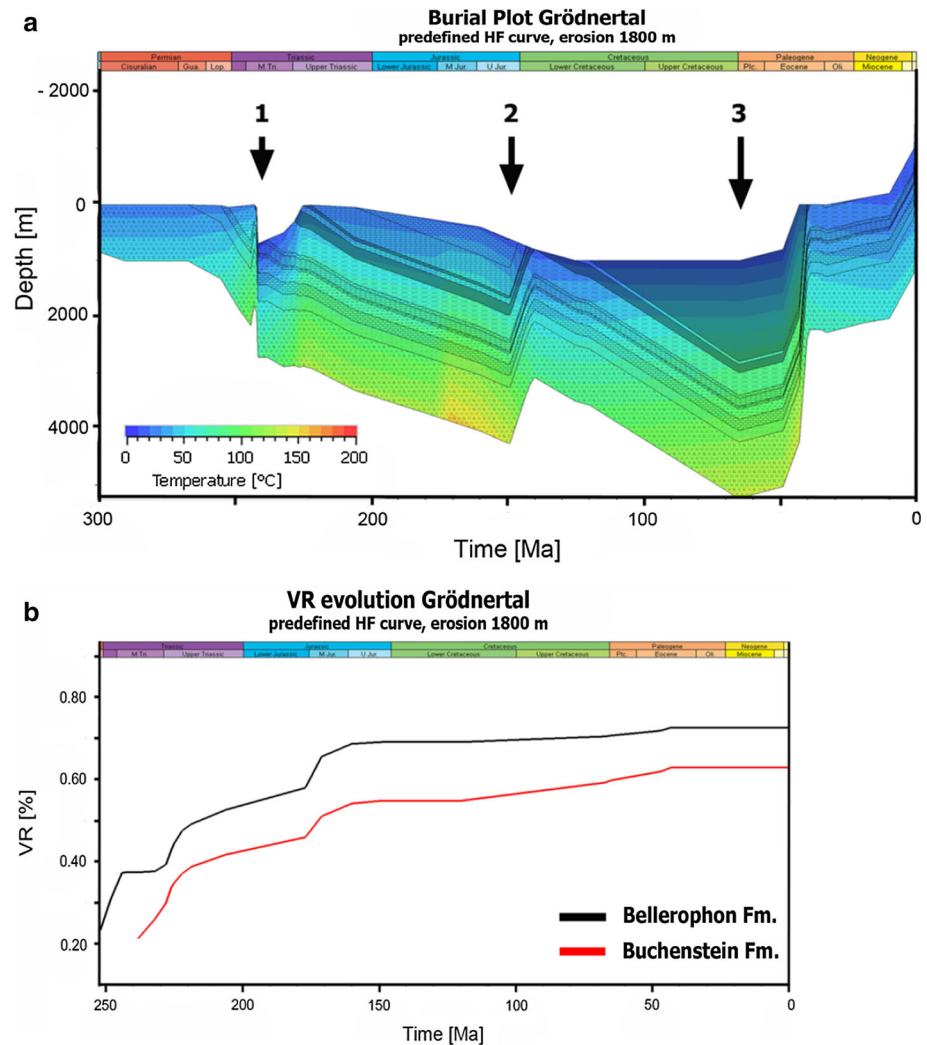 a
Burial Plot Grödnertal
predefined HF curve, erosion 1800 m
Permian Triassic Jurassic Cretaceous Paleogene Neogene
Cisuralian Gua. Lop. M Tri. Upper Triassic Lower Jurassic M Jur. U Jur. Lower Cretaceous Upper Cretaceous Plc. Eocene Oli. Miocene
- 2000
1 2 3
0
Depth [m]
2000
4000
0 50 100 150 200
Temperature [ºC]
300 200 100 0
Time [Ma]
b
VR evolution Grödnertal
predefined HF curve, erosion 1800 m
Triassic Jurassic Cretaceous Paleogene Neogene
M Tri. Upper Triassic Lower Jurassic M Jur. U Jur. Lower Cretaceous Upper Cretaceous Plc. Eocene Oli. Miocene
0.80
0.60
VR [%]
0.40
0.20
Bellerophon Fm.
Buchenstein Fm.
250 200 150 100 50 0
Time [Ma]